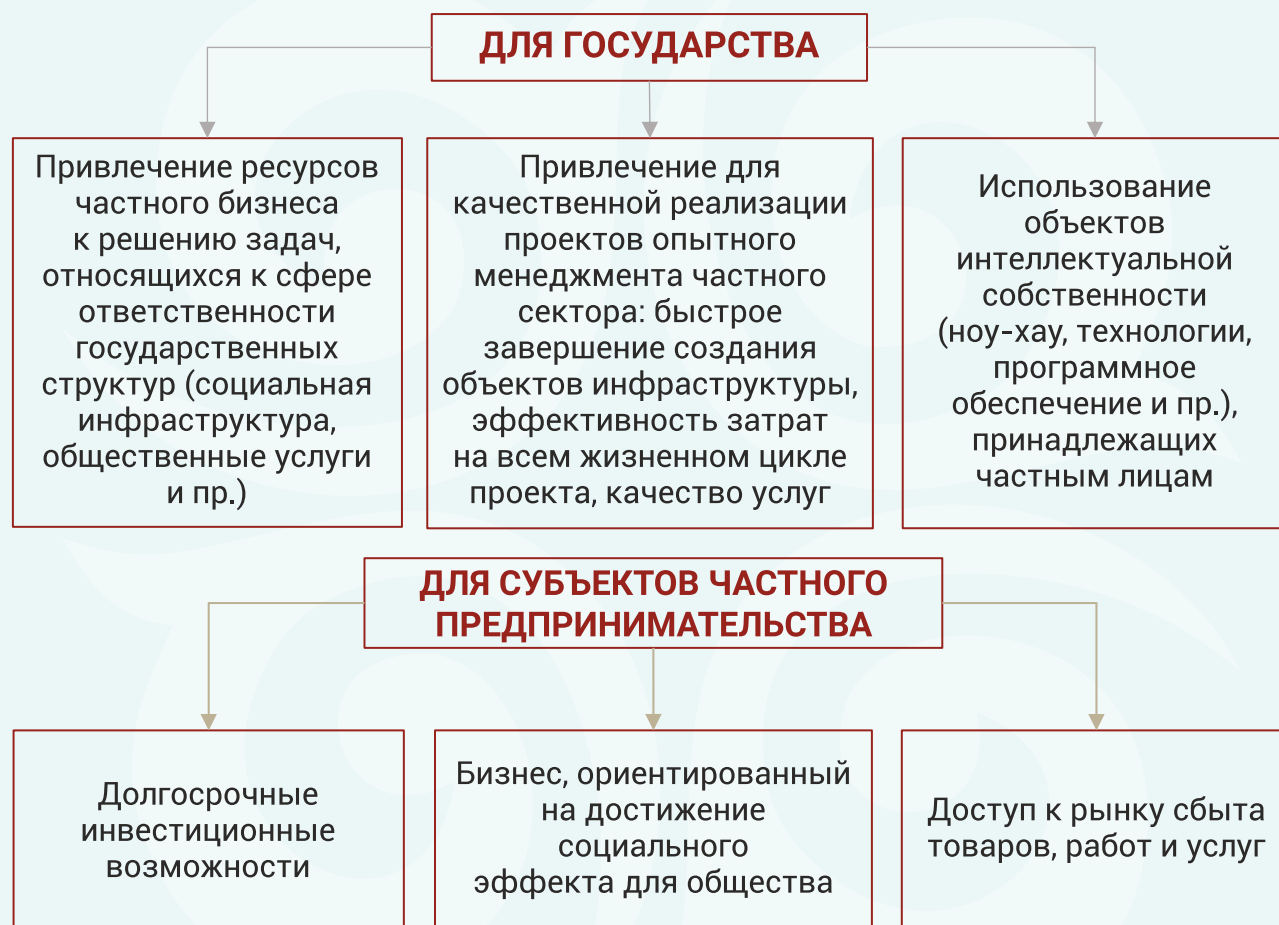 ДЛЯ ГОСУДАРСТВА
Привлечение ресурсов
частного бизнеса
к решению задач,
относящихся к сфере
ответственности
государственных
структур (социальная
инфраструктура,
общественные услуги
и пр.)
Привлечение для
качественной реализации
проектов опытного
менеджмента частного
сектора: быстрое
завершение создания
объектов инфраструктуры,
эффективность затрат
на всем жизненном цикле
проекта, качество услуг
Использование
объектов
интеллектуальной
собственности
(ноу-хау, технологии,
программное
обеспечение и пр.),
принадлежащих
частным лицам
ДЛЯ СУБЪЕКТОВ ЧАСТНОГО
ПРЕДПРИНИМАТЕЛЬСТВА
Долгосрочные
инвестиционные
возможности
Бизнес, ориентированный
на достижение
социального
эффекта для общества
Доступ к рынку сбыта
товаров, работ и услуг